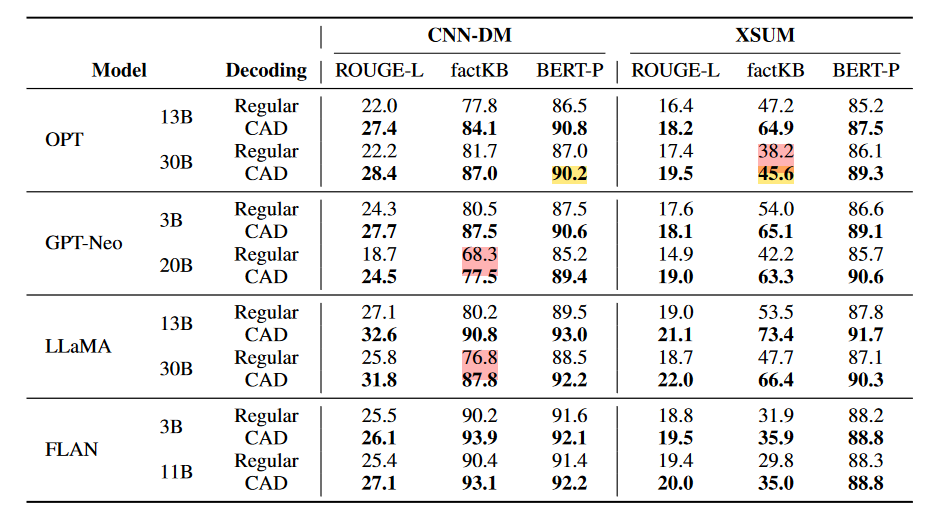 CNN-DM XSUM
Model Decoding ROUGE-L factKB BERT-P ROUGE-L factKB BERT-P
OPT 13B Regular 22.0 77.8 86.5 16.4 47.2 85.2
CAD 27.4 84.1 90.8 18.2 64.9 87.5
30B Regular 22.2 81.7 87.0 17.4 38.2 86.1
CAD 28.4 87.0 90.2 19.5 45.6 89.3
GPT-Neo 3B Regular 24.3 80.5 87.5 17.6 54.0 86.6
CAD 27.7 87.5 90.6 18.1 65.1 89.1
20B Regular 18.7 68.3 85.2 14.9 42.2 85.7
CAD 24.5 77.5 89.4 19.0 63.3 90.6
LLaMA 13B Regular 27.1 80.2 89.5 19.0 53.5 87.8
CAD 32.6 90.8 93.0 21.1 73.4 91.7
30B Regular 25.8 76.8 88.5 18.7 47.7 87.1
CAD 31.8 87.8 92.2 22.0 66.4 90.3
FLAN 3B Regular 25.5 90.2 91.6 18.8 31.9 88.2
CAD 26.1 93.9 92.1 19.5 35.9 88.8
11B Regular 25.4 90.4 91.4 19.4 29.8 88.3
CAD 27.1 93.1 92.2 20.0 35.0 88.8